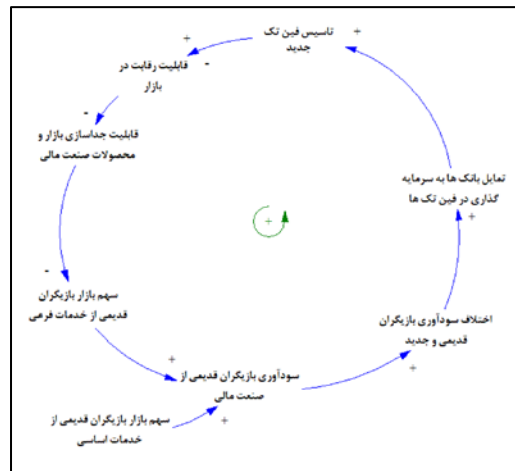 +
تاسیس فین تک
جدید
+
-
قابلیت رقابت در
بازار
-
قابلیت جداسازی بازار و
محصولات صنعت مالی
تمایل بانک ها به سرمایه
گذاری در فین تک ها
+
+
-
سهم بازار بازیگران
قدیمی از خدمات فرعی
اختلاف سودآوری بازیگران
قدیمی و جدید
+
+
سودآوری بازیگران قدیمی از
صنعت مالی
+
سهم بازار بازیگران قدیمی از
خدمات اساسی